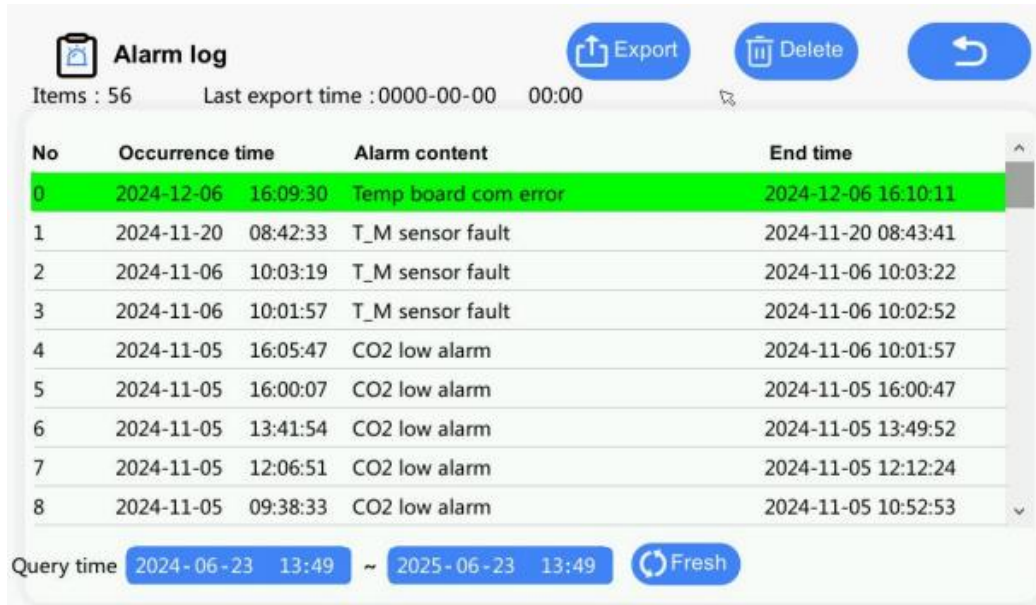 Alarm log Export Delete
Items : 56 Last export time : 0000-00-00 00:00
No Occurrence time Alarm content End time
0 2024-12-06 16:09:30 Temp board com error 2024-12-06 16:10:11
1 2024-11-20 08:42:33 T_M sensor fault 2024-11-20 08:43:41
2 2024-11-06 10:03:19 T_M sensor fault 2024-11-06 10:03:22
3 2024-11-06 10:01:57 T_M sensor fault 2024-11-06 10:02:52
4 2024-11-05 16:05:47 CO2 low alarm 2024-11-06 10:01:57
5 2024-11-05 16:00:07 CO2 low alarm 2024-11-05 16:00:47
6 2024-11-05 13:41:54 CO2 low alarm 2024-11-05 13:49:52
7 2024-11-05 12:06:51 CO2 low alarm 2024-11-05 12:12:24
8 2024-11-05 09:38:33 CO2 low alarm 2024-11-05 10:52:53
Query time 2024-06-23 13:49 ~ 2025-06-23 13:49 Fresh